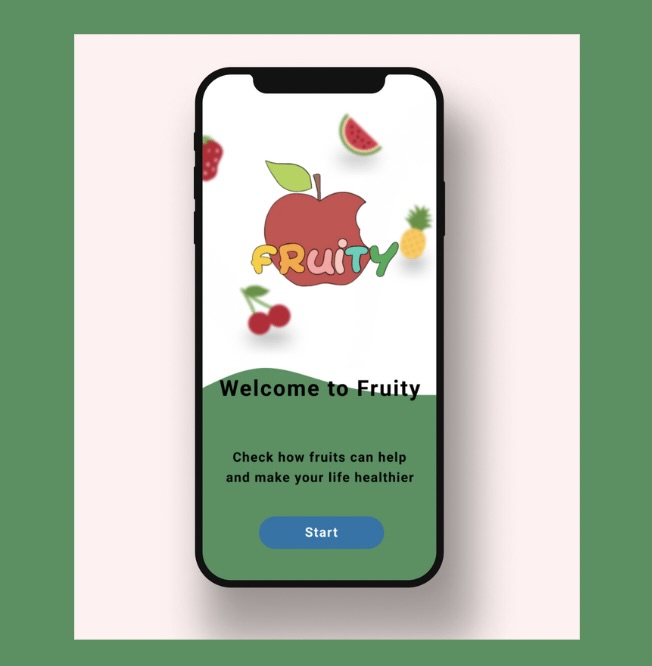 FRUiTY
Welcome to Fruity
Check how fruits can help
and make your life healthier
Start